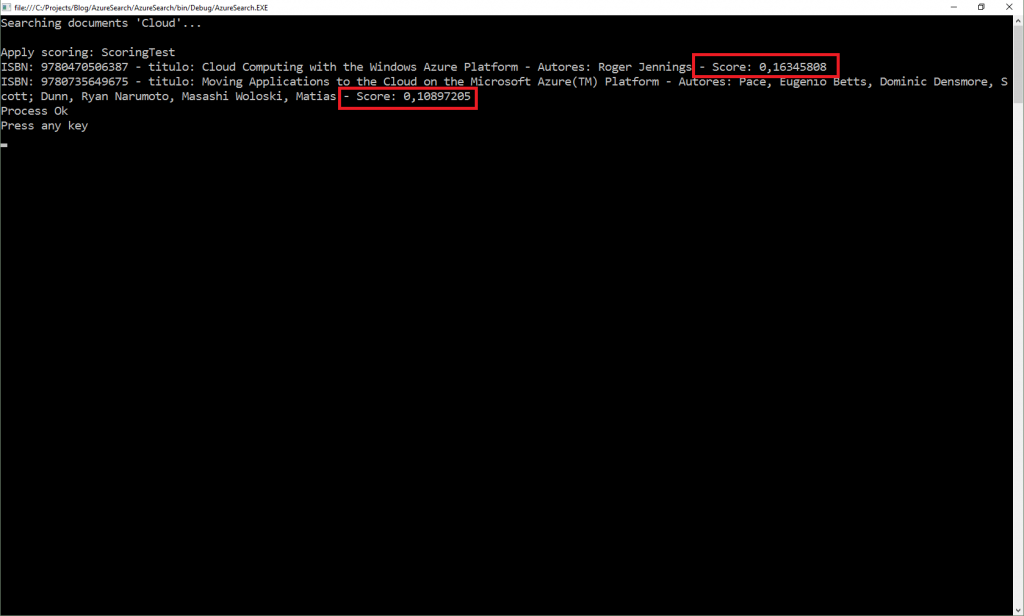 file:///C:/Projects/Blog/AzureSearch/AzureSearch/bin/Debug/AzureSearch.EXE
Searching documents 'Cloud'...
Apply scoring: ScoringTest
ISBN: 9780470506387 - titulo: Cloud Computing with the Windows Azure Platform - Autores: Roger Jennings - Score: 0,16345808
ISBN: 9780735649675 - titulo: Moving Applications to the Cloud on the Microsoft Azure(TM) Platform - Autores: Pace, Eugenio Betts, Dominic Densmore, S
cott; Dunn, Ryan Narumoto, Masashi Woloski, Matias - Score: 0,10897205
Process Ok
Press any key